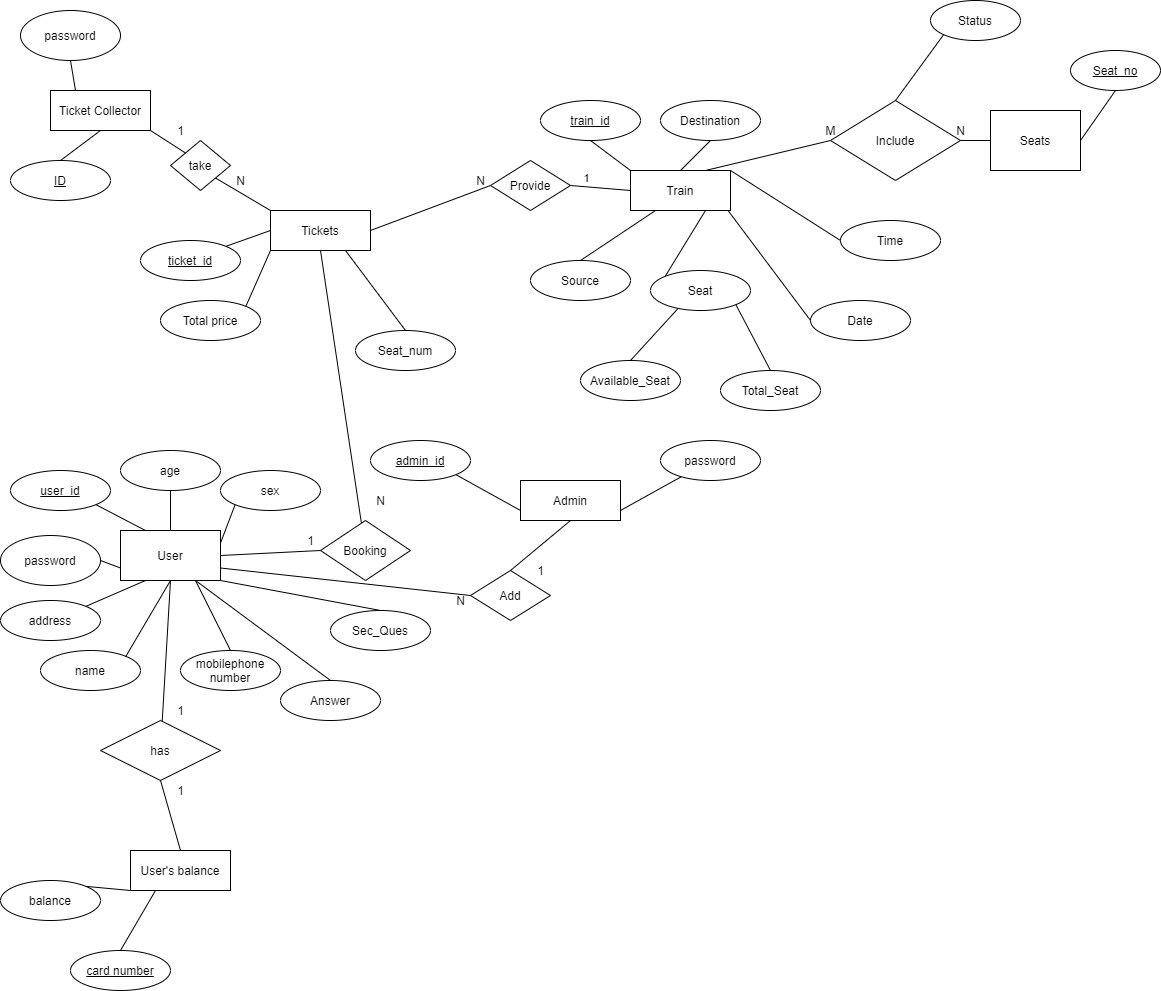 Status
password
Seat_no
Ticket Collector
train_id
Destination
1
M
Include
N
Seats
take
ID
N
N
Provide
1
Train
Tickets
Time
ticket_id
Source
Seat
Total price
Date
Seat_num
Available_Seat
Total_Seat
admin_id
password
age
user_id
sex
N
Admin
1
Booking
User
password
1
Add
N
address
Sec_Ques
name
mobilephone
number
Answer
1
has
1
User's balance
balance
card number